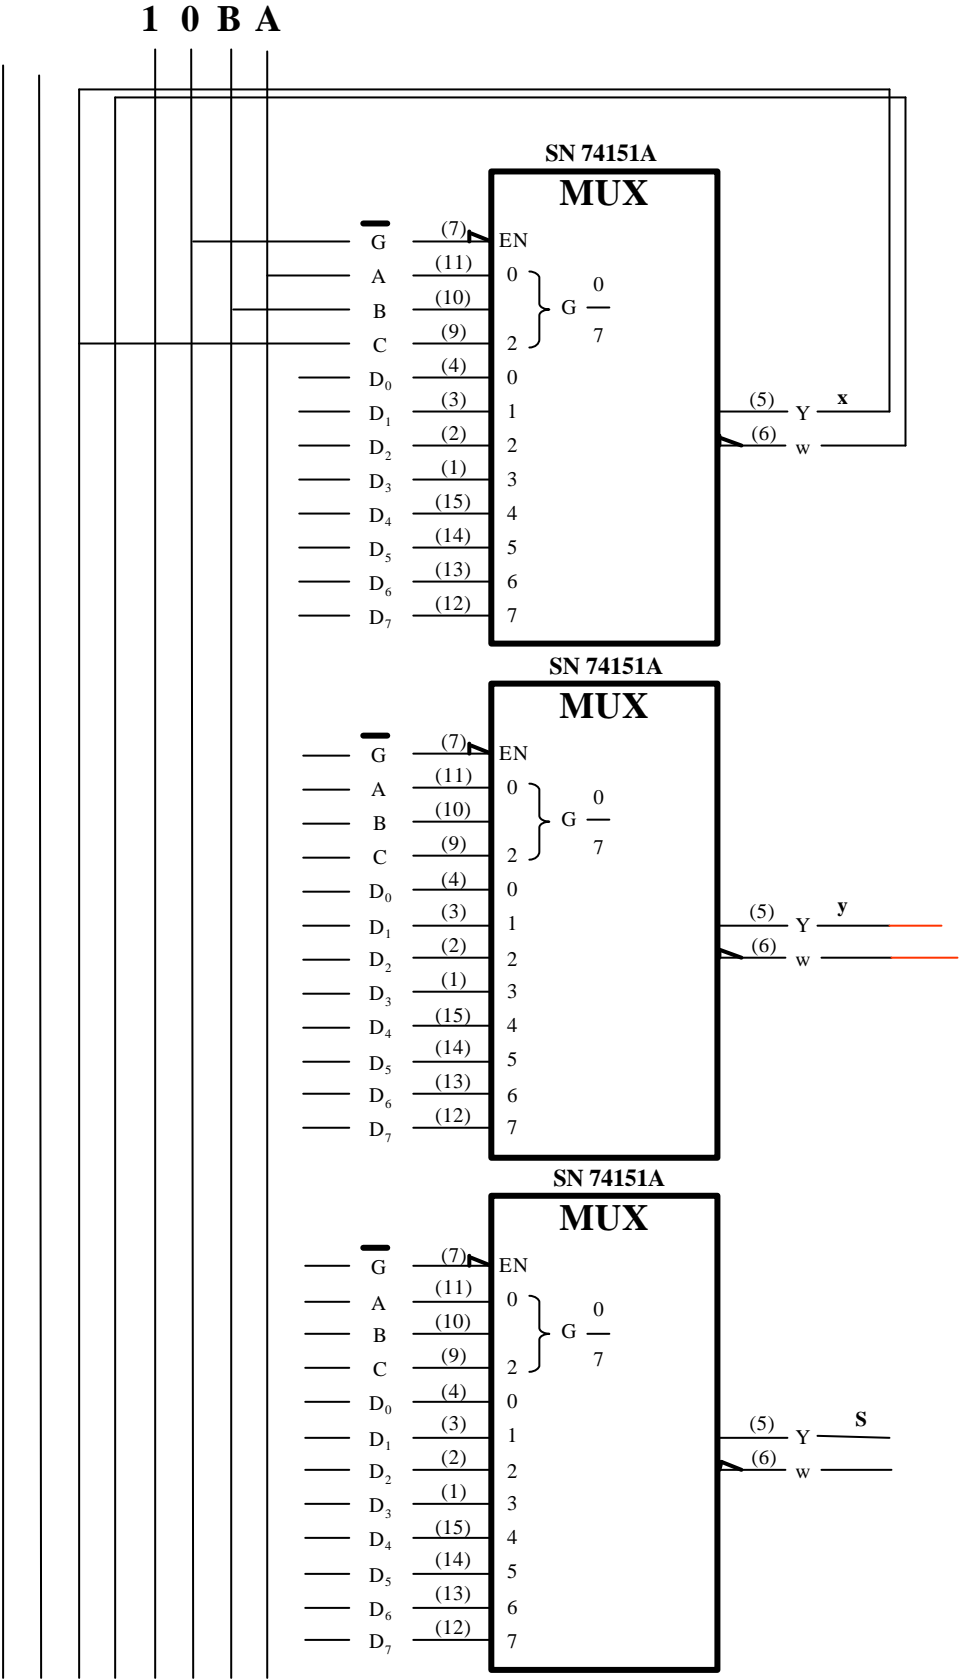 1 0 B A
SN 74151A
MUX
G (7) EN
A (11) 0 0
B (10) G
C (9) 2 7
D0 (4) 0
D1 (3) 1 (5) Y x
D2 (2) 2 (6) w
D3 (1) 3
D4 (15) 4
D5 (14) 5
D6 (13) 6
D7 (12) 7
SN 74151A
MUX
G (7) EN
A (11) 0 0
B (10) G
C (9) 2 7
D0 (4) 0
D1 (3) 1 (5) Y y
D2 (2) 2 (6) w
D3 (1) 3
D4 (15) 4
D5 (14) 5
D6 (13) 6
D7 (12) 7
SN 74151A
MUX
G (7) EN
A (11) 0 0
B (10) G
C (9) 2 7
D0 (4) 0
D1 (3) 1 (5) Y S
D2 (2) 2 (6) w
D3 (1) 3
D4 (15) 4
D5 (14) 5
D6 (13) 6
D7 (12) 7